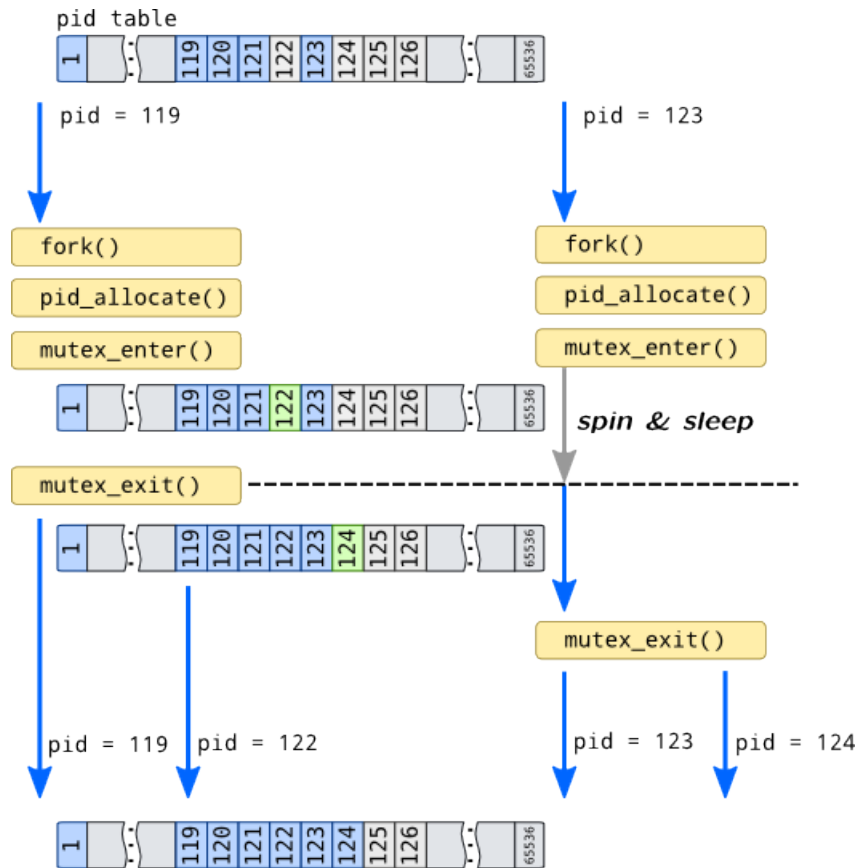 pid table
1 : 119 120 121 122 123 124 125 126 : 65536
pid = 119
pid = 123
fork()
fork()
pid_allocate()
pid_allocate()
mutex_enter()
mutex_enter()
1 : 119 120 121 122 123 124 125 126 : 65536
spin & sleep
mutex_exit()
1 : 119 120 121 122 123 124 125 126 : 65536
mutex_exit()
pid = 119
pid = 122
pid = 123
pid = 124
1 : 119 120 121 122 123 124 125 126 : 65536